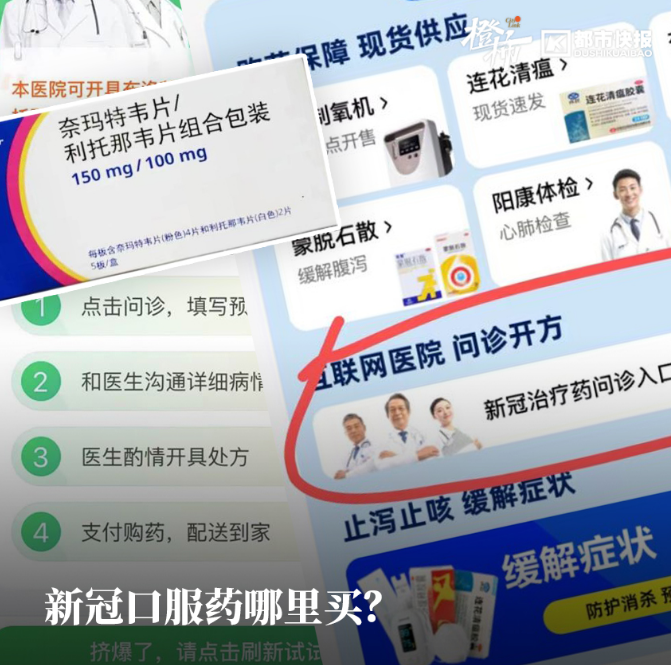 橙柿
都市快报
DUSHIKUAIBAO
购药保障 现货供应
本医院可开具
制氧机 >
点开售
连花清瘟 >
现货速发
连花清瘟胶囊
奈玛特韦片/
利托那韦片组合包装
150 mg/100 mg
每板含奈玛特韦片(粉色)4片和利托那韦片(白色)2片
5板/盒
蒙脱石散 >
缓解腹泻
阳康体检 >
心肺检查
1 点击问诊，填写预
2 和医生沟通详细病情
3 医生酌情开具处方
4 支付购药，配送到家
互联网医院 问诊开方
新冠治疗药问诊入口
止泻止咳 缓解症状
缓解症状
防护消杀
新冠口服药哪里买?
挤爆了，请点击刷新试试